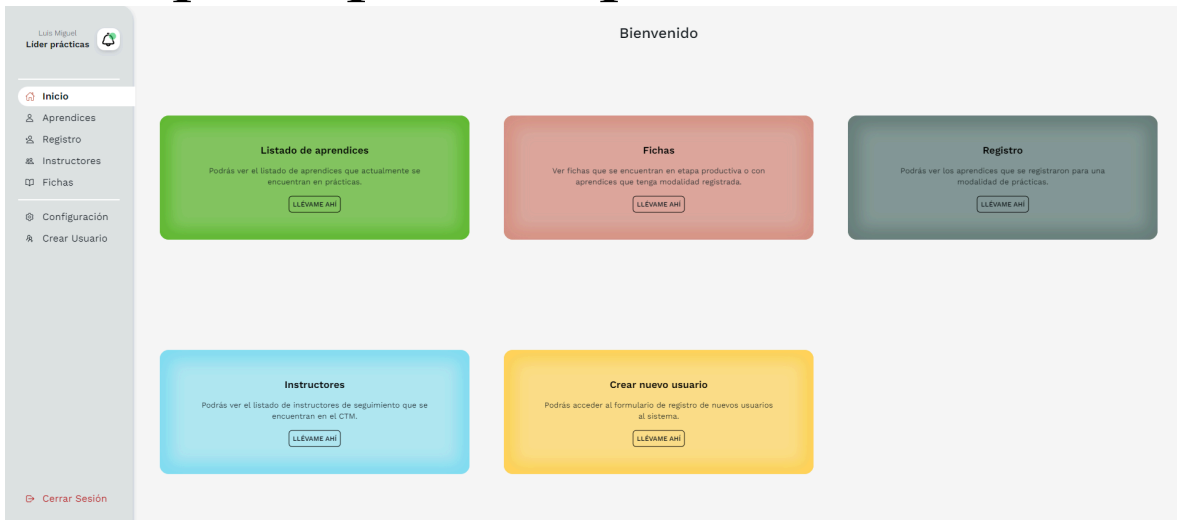 Luis Miguel
Líder prácticas
Inicio
Aprendices
Registro
Instructores
Fichas
Configuración
Crear Usuario
Cerrar Sesión
Bienvenido
Listado de aprendices
Podrás ver el listado de aprendices que actualmente se
encuentran en prácticas.
LLÉVAME AHÍ
Fichas
Ver fichas que se encuentran en etapa productiva o con
aprendices que tenga modalidad registrada.
LLÉVAME AHÍ
Registro
Podrás ver los aprendices que se registraron para una
modalidad de prácticas.
LLÉVAME AHÍ
Instructores
Podrás ver el listado de instructores de seguimiento que se
encuentran en el CTM.
LLÉVAME AHÍ
Crear nuevo usuario
Podrás acceder al formulario de registro de nuevos usuarios
al sistema.
LLÉVAME AHÍ